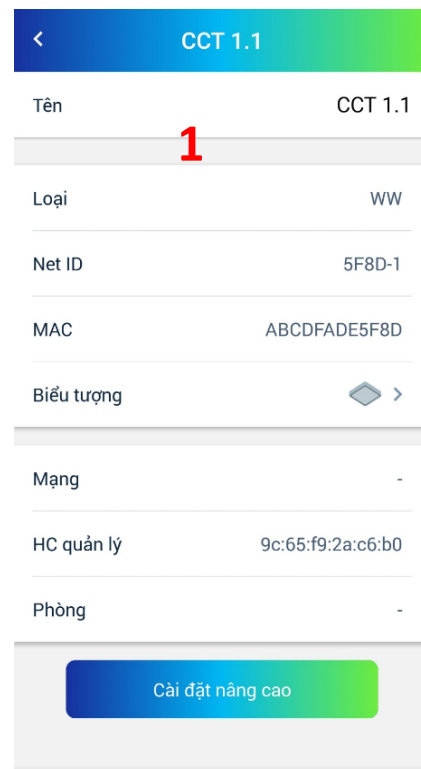 CCT 1.1
Tên CCT 1.1
1
Loại WW
Net ID 5F8D-1
MAC ABCDFADE5F8D
Biểu tượng
Mạng -
HC quản lý 9c:65:f9:2a:c6:b0
Phòng -
Cài đặt nâng cao